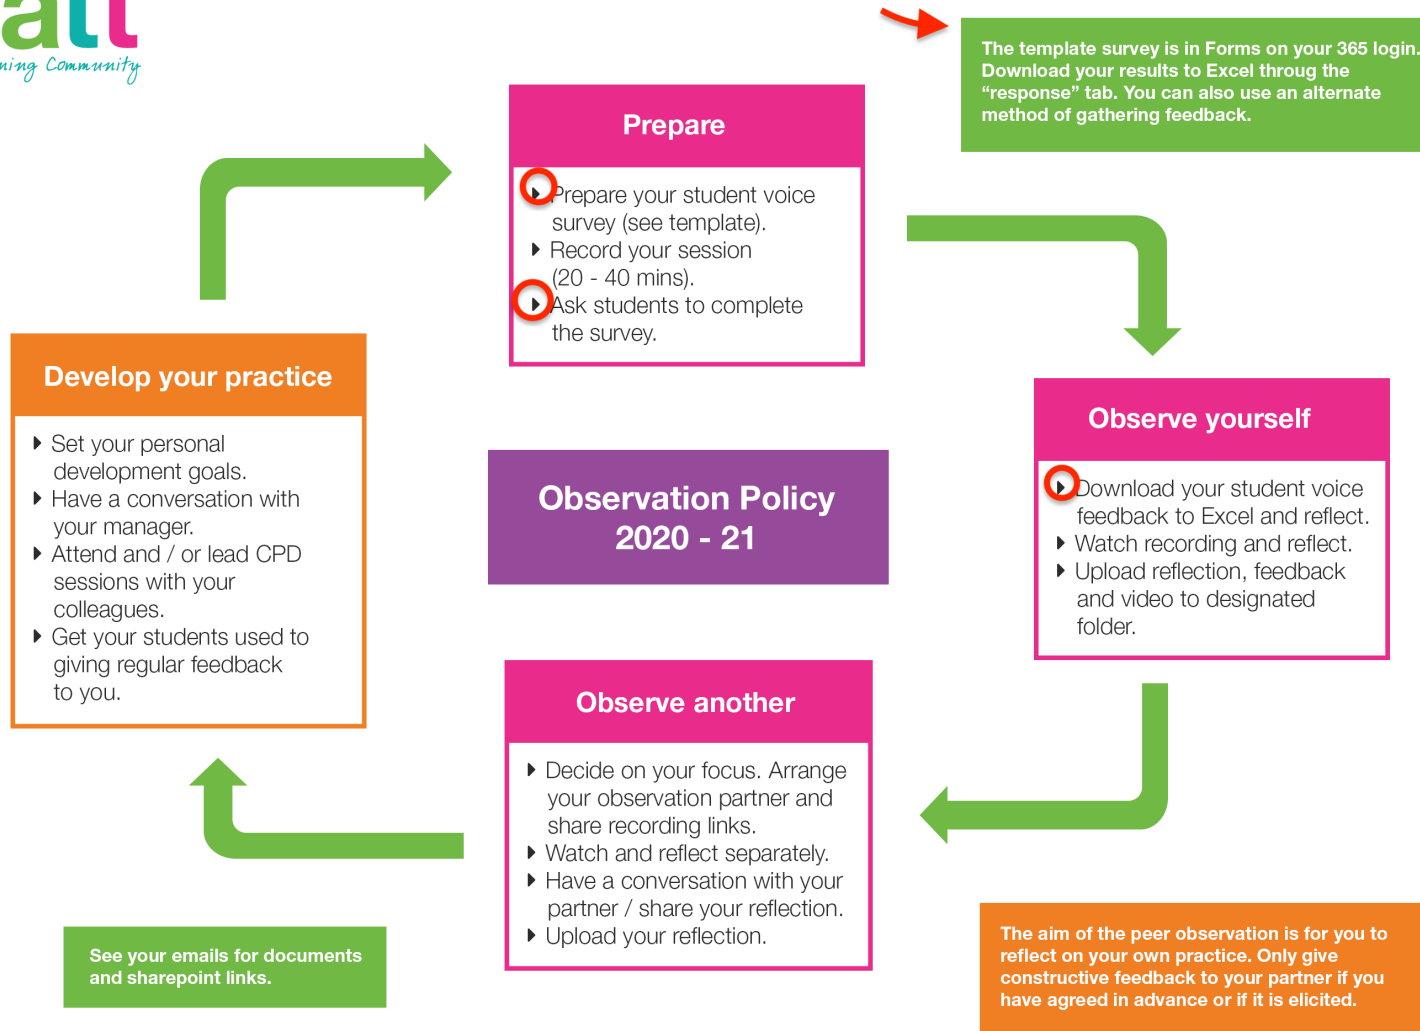 att
ning Community
The template survey is in Forms on your 365 login.
Download your results to Excel throug the
“response” tab. You can also use an alternate
method of gathering feedback.
Prepare
Prepare your student voice
survey (see template).
Record your session
(20 - 40 mins).
Ask students to complete
the survey.
Develop your practice
Set your personal
development goals.
Have a conversation with
your manager.
Attend and / or lead CPD
sessions with your
colleagues.
Get your students used to
giving regular feedback
to you.
Observation Policy
2020 - 21
Observe yourself
Download your student voice
feedback to Excel and reflect.
Watch recording and reflect.
Upload reflection, feedback
and video to designated
folder.
Observe another
Decide on your focus. Arrange
your observation partner and
share recording links.
Watch and reflect separately.
Have a conversation with your
partner / share your reflection.
Upload your reflection.
See your emails for documents
and sharepoint links.
The aim of the peer observation is for you to
reflect on your own practice. Only give
constructive feedback to your partner if you
have agreed in advance or if it is elicited.